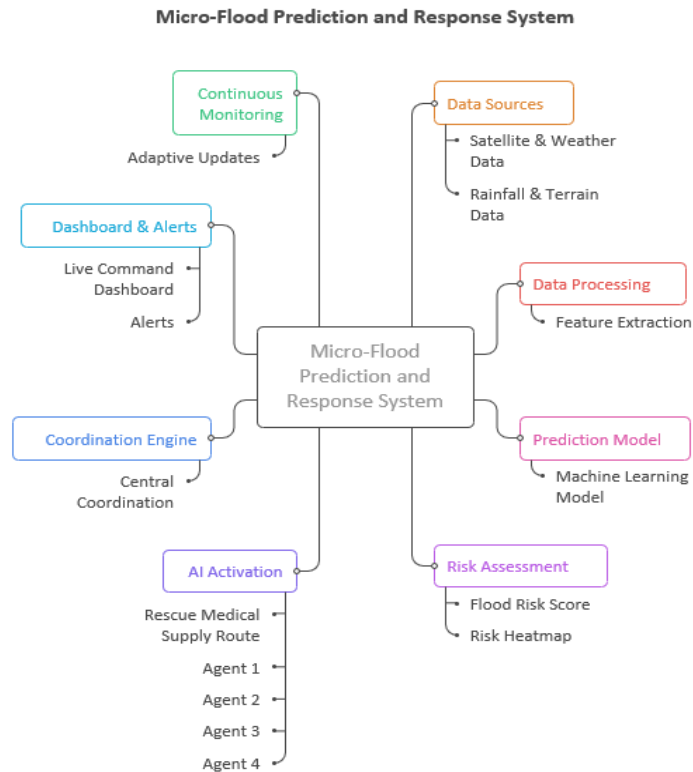 Micro-Flood Prediction and Response System
Continuous
Monitoring
Adaptive Updates
Dashboard & Alerts
Live Command
Dashboard
Alerts
Coordination Engine
Central
Coordination
AI Activation
Rescue Medical
Supply Route
Agent 1
Agent 2
Agent 3
Agent 4
Micro-Flood
Prediction and
Response System
Data Sources
Satellite & Weather
Data
Rainfall & Terrain
Data
Data Processing
Feature Extraction
Prediction Model
Machine Learning
Model
Risk Assessment
Flood Risk Score
Risk Heatmap